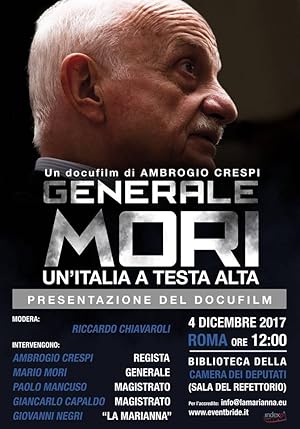 Un docufilm di AMBROGIO CRESPI
GENERALE
MORI
UN'ITALIA A TESTA ALTA
PRESENTAZIONE DEL DOCUFILM
MODERA:
RICCARDO CHIAVAROLI
INTERVENGONO:
AMBROGIO CRESPI REGISTA
MARIO MORI GENERALE
PAOLO MANCUSO MAGISTRATO
GIANCARLO CAPALDO MAGISTRATO
GIOVANNI NEGRI "LA MARIANNA"
4 DICEMBRE 2017
ROMA ORE 12:00
BIBLIOTECA DELLA
CAMERA DEI DEPUTATI
(SALA DEL REFETTORIO)
Per l'accredito: info@lamarianna.eu
www.eventbride.it
index